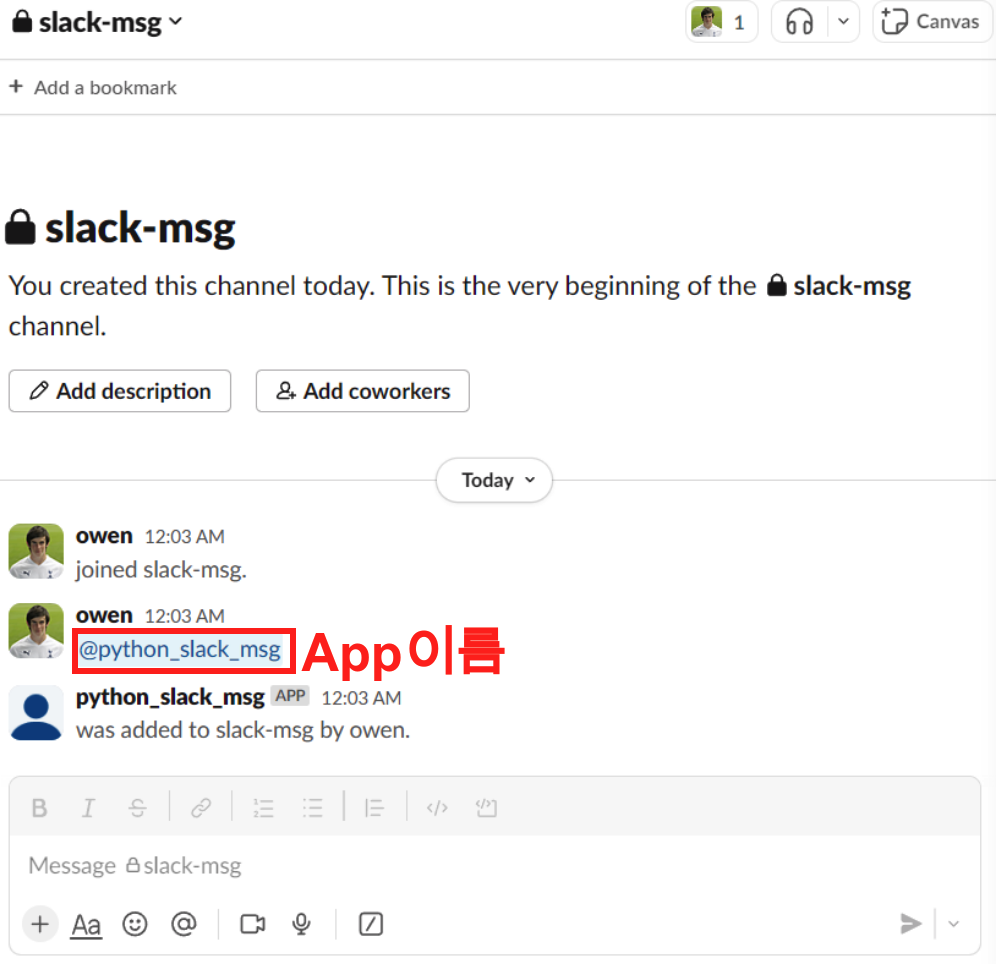 slack-msg
1
Canvas
+ Add a bookmark
slack-msg
You created this channel today. This is the very beginning of the slack-msg
channel.
Add description
Add coworkers
Today
owen 12:03 AM
joined slack-msg.
owen 12:03 AM
@python_slack_msg App이름
python_slack_msg APP 12:03 AM
was added to slack-msg by owen.
Message slack-msg
Aa